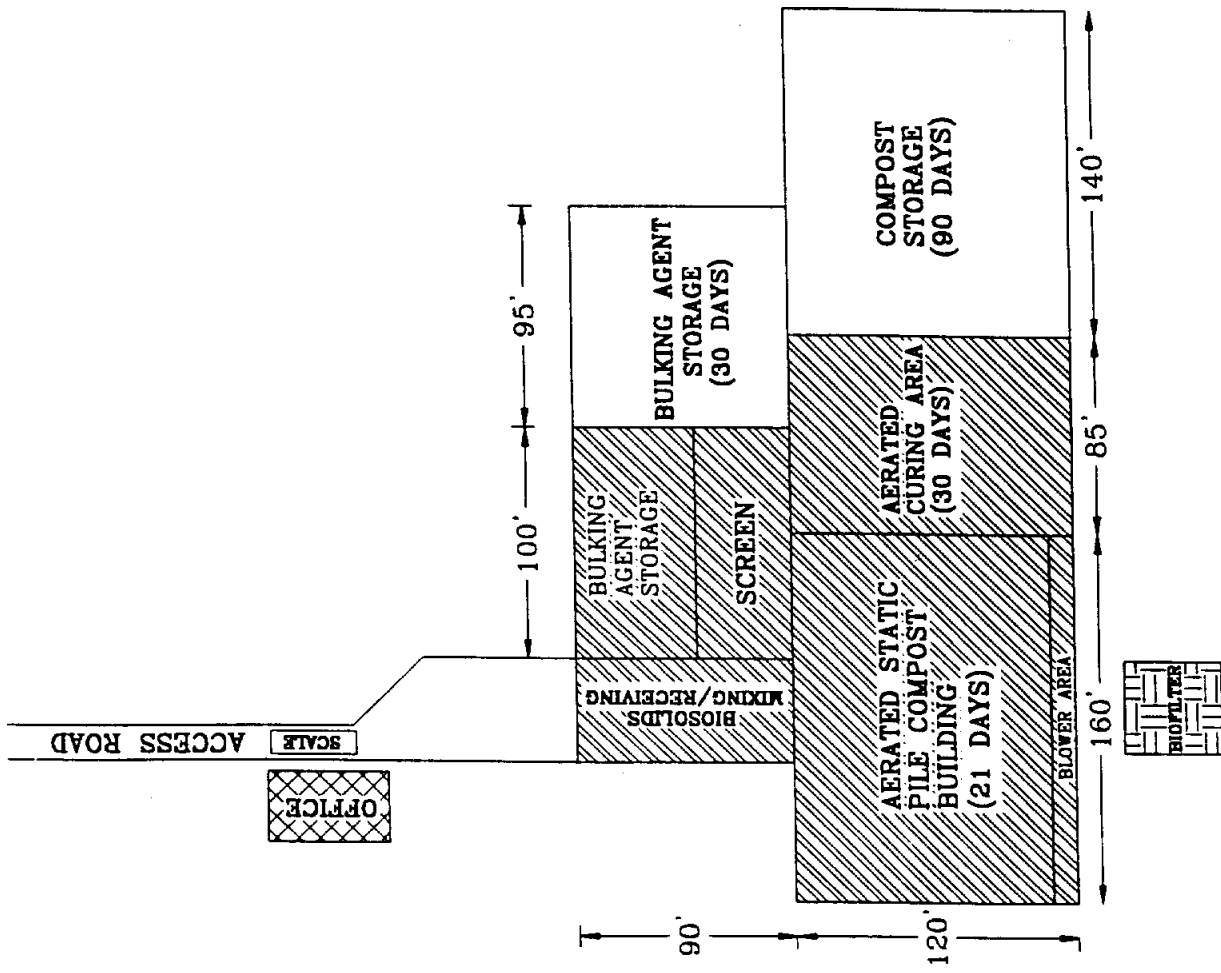 ACCESS ROAD
SCALE
OFFICE
100'
95'
BULKING
AGENT
STORAGE
SCREEN
BULKING AGENT
STORAGE
(30 DAYS)
BIOSOLIDS
MIXING/RECEIVING
90'
120'
AERATED STATIC
PILE COMPOST
BUILDING
(21 DAYS)
BLOWER AREA
AERATED
CURING AREA
(30 DAYS)
COMPOST
STORAGE
(90 DAYS)
160'
85'
140'
BIOFILTER